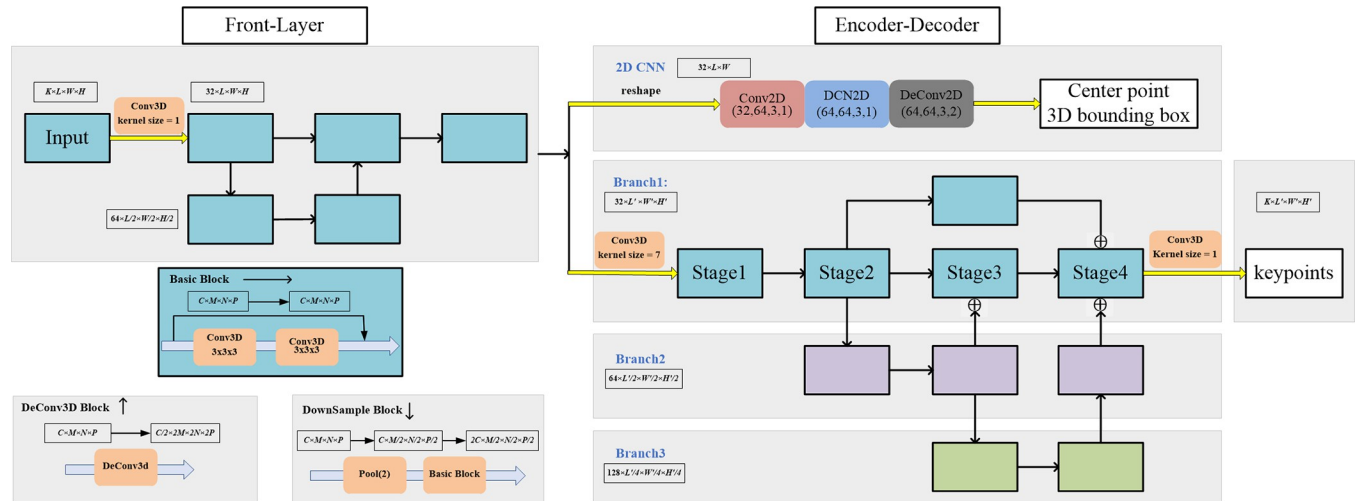 Front-Layer
K×L×W×H
Conv3D
kernel size = 1
32×L×W×H
Input
64×L/2×W/2×H/2
Basic Block
C×M×N×P
C×M×N×P
Conv3D
3x3x3
Conv3D
3x3x3
DeConv3D Block
C×M×N×P
C/2×2M×2N×2P
DeConv3d
DownSample Block
C×M×N×P
C×M/2×N/2×P/2
2C×M/2×N/2×P/2
Pool(2)
Basic Block
Encoder-Decoder
2D CNN
32×L×W
reshape
Conv2D
(32,64,3,1)
DCN2D
(64,64,3,1)
DeConv2D
(64,64,3,2)
Center point
3D bounding box
Branch1:
32×L'×W'×H'
Conv3D
kernel size = 7
Stage1
Stage2
Stage3
Stage4
Conv3D
Kernel size = 1
K×L'×W'×H'
keypoints
Branch2
64×L'/2×W'/2×H'/2
Branch3
128×L'/4×W'/4×H'/4